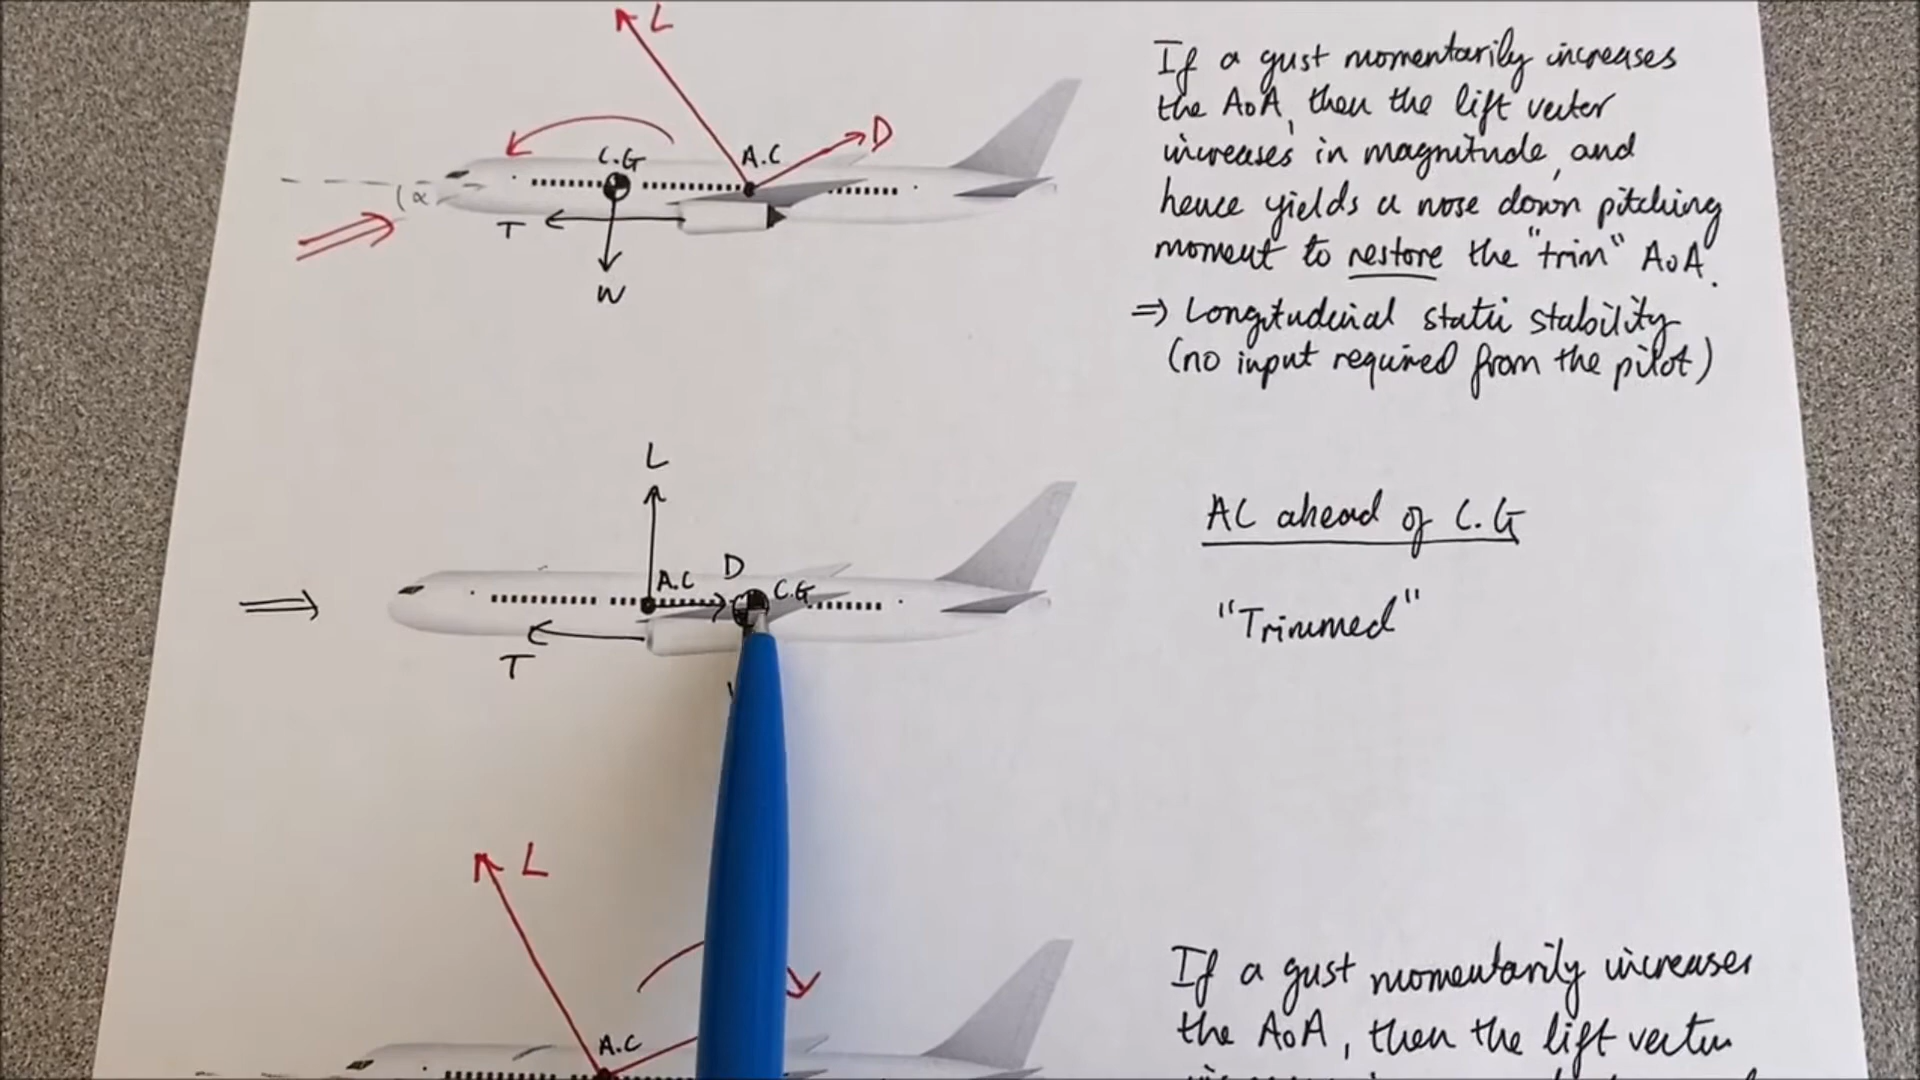 L
D
C.G
A.C
(α
T
W
If a gust momentarily increases
the AoA, then the lift vector
increases in magnitude, and
hence yields a nose down pitching
moment to restore the "trim" AoA.
=> Longitudinal static stability
(no input required from the pilot)
L
A.C
D
C.G
T
AC ahead of C.G
"Trimmed"
L
A.C
If a gust momentarily increases
the AoA, then the lift vector